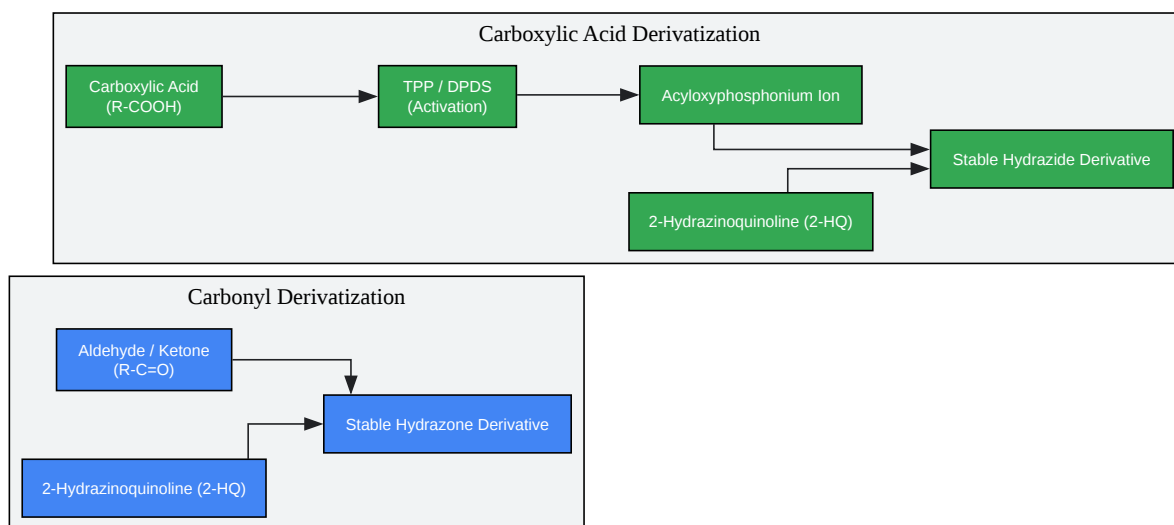 Carboxylic Acid Derivatization
Carboxylic Acid
(R-COOH)
TPP / DPDS
(Activation)
Acyloxyphosphonium Ion
Stable Hydrazide Derivative
2-Hydrazinoquinoline (2-HQ)
Carbonyl Derivatization
Aldehyde / Ketone
(R-C=O)
Stable Hydrazone Derivative
2-Hydrazinoquinoline (2-HQ)